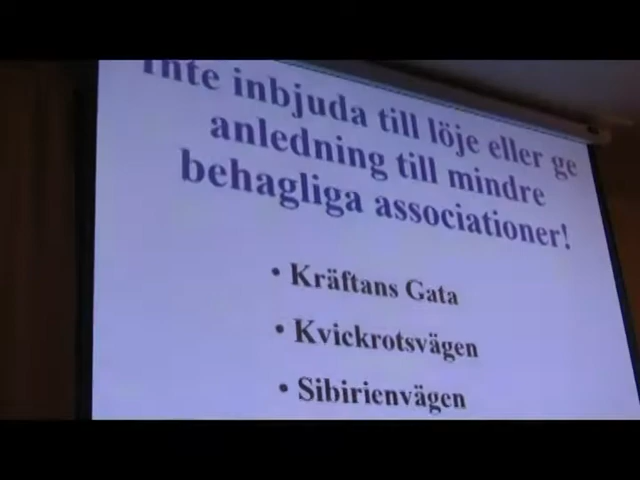 Inte inbjuda till löje eller ge
anledning till mindre
behagliga associationer!
• Kräftans Gata
• Kvickrotsvägen
• Sibirienvägen